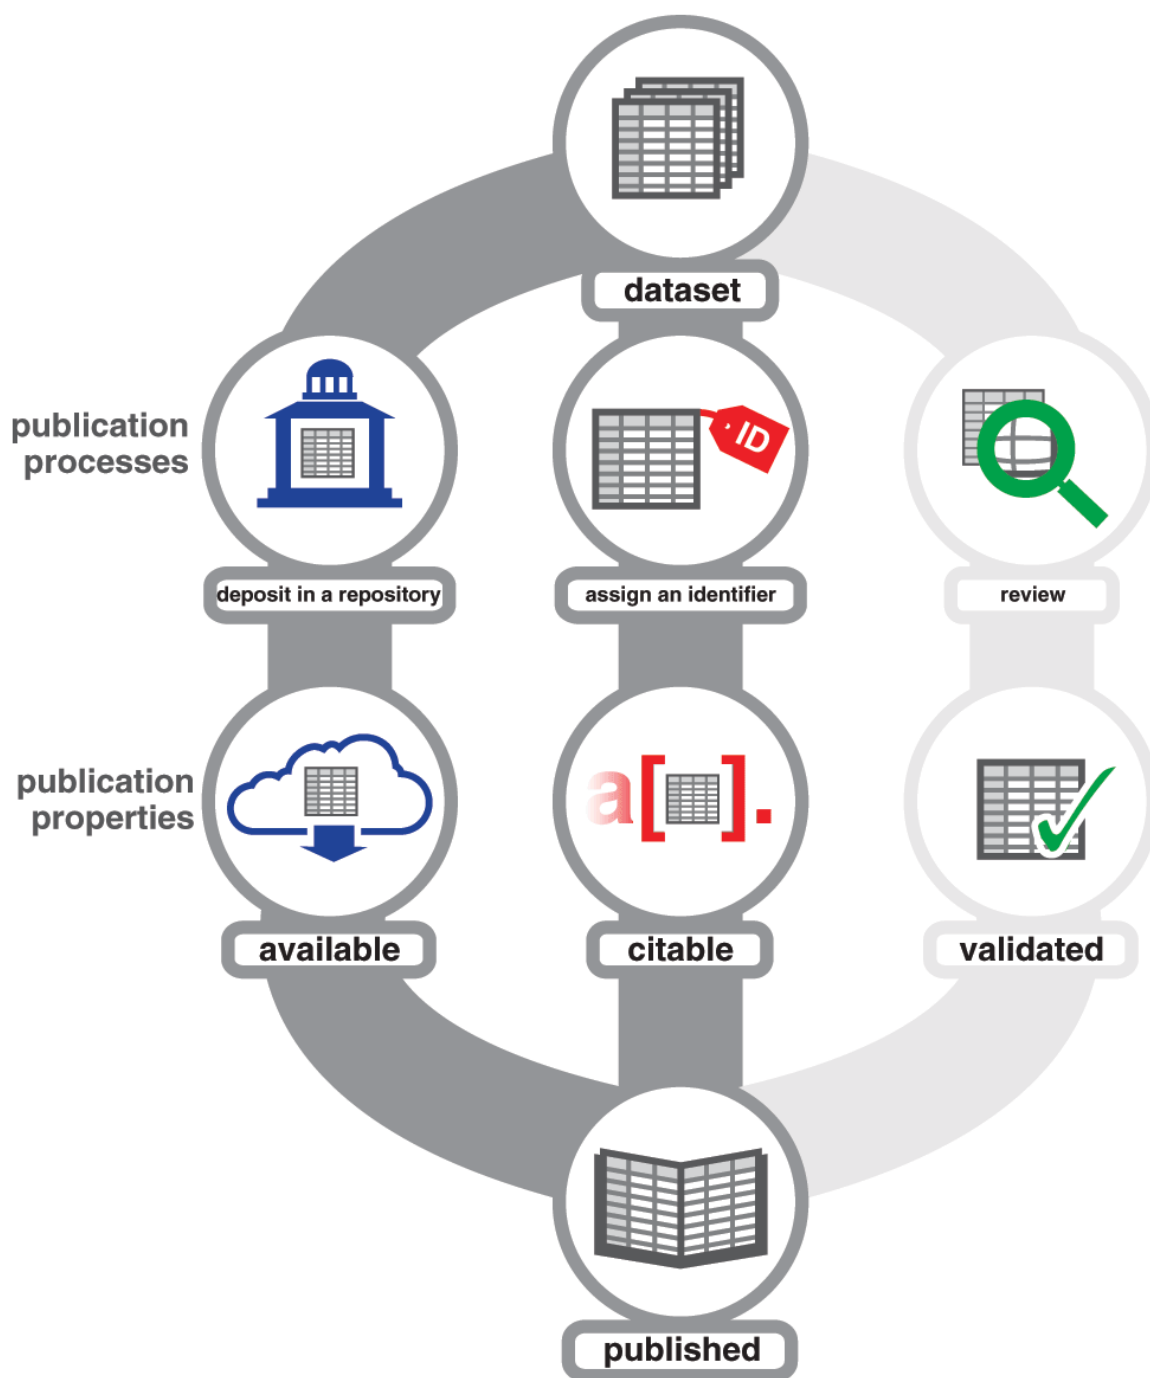 dataset
publication
processes
ID
deposit in a repository
assign an identifier
review
publication
properties
a[ ].
available
citable
validated
published